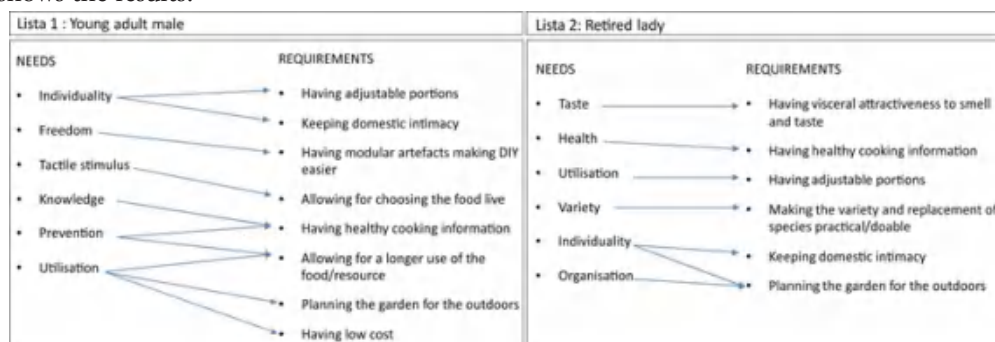 Lista 1 : Young adult male
NEEDS
• Individuality
• Freedom
• Tactile stimulus
• Knowledge
• Prevention
• Utilisation
REQUIREMENTS
• Having adjustable portions
• Keeping domestic intimacy
• Having modular artefacts making DIY
easier
• Allowing for choosing the food live
• Having healthy cooking information
• Allowing for a longer use of the
food/resource
• Planning the garden for the outdoors
• Having low cost
Lista 2: Retired lady
NEEDS
• Taste
• Health
• Utilisation
• Variety
• Individuality
• Organisation
REQUIREMENTS
• Having visceral attractiveness to smell
and taste
• Having healthy cooking information
• Having adjustable portions
• Making the variety and replacement of
species practical/doable
• Keeping domestic intimacy
• Planning the garden for the outdoors